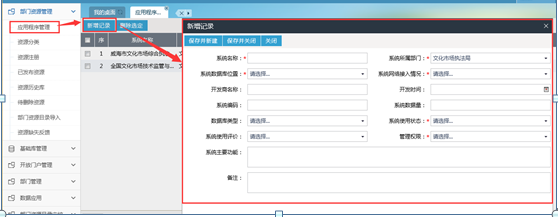 部门资源管理
应用程序管理
资源分类
资源注册
已发布资源
资源历史库
待删除资源
部门资源目录导入
资源缺失反馈
基础库管理
开放门户管理
部门管理
数据应用
我的桌面
应用程序...
新增记录
删除选定
序
系统名称
1 威海市文化市场综合执
2 全国文化市场技术监管与...
新增记录
保存并新建 保存并关闭 关闭
系统名称： * 系统所属部门： * 文化市场执法局
系统数据库位置： * 请选择... 系统网络接入情况： * 请选择...
开发商名称： 开发时间：
系统编码： 系统数据量：
数据库类型： 请选择... 系统使用状态： * 请选择...
系统使用评价： 请选择... 管理权限： * 请选择...
系统主要功能：
备注：